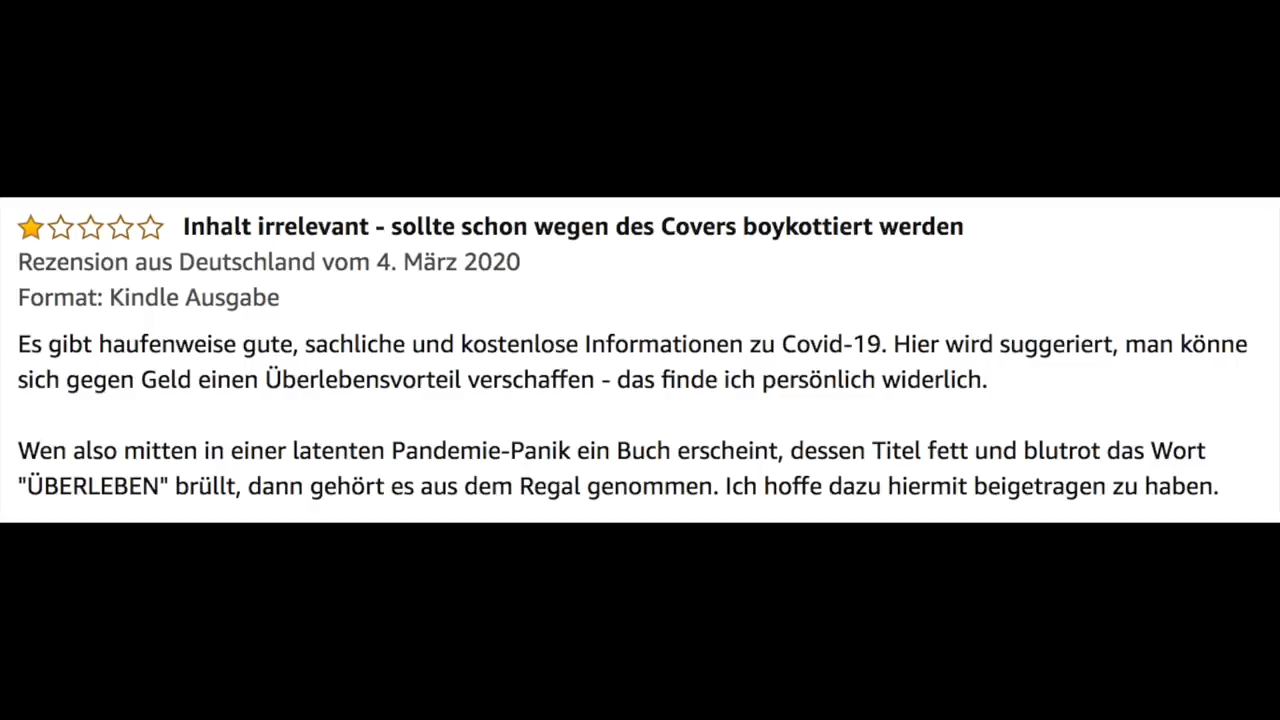 Inhalt irrelevant - sollte schon wegen des Covers boykottiert werden
Rezension aus Deutschland vom 4. März 2020
Format: Kindle Ausgabe
Es gibt haufenweise gute, sachliche und kostenlose Informationen zu Covid-19. Hier wird suggeriert, man könne
sich gegen Geld einen Überlebensvorteil verschaffen - das finde ich persönlich widerlich.
Wen also mitten in einer latenten Pandemie-Panik ein Buch erscheint, dessen Titel fett und blutrot das Wort
"ÜBERLEBEN" brüllt, dann gehört es aus dem Regal genommen. Ich hoffe dazu hiermit beigetragen zu haben.